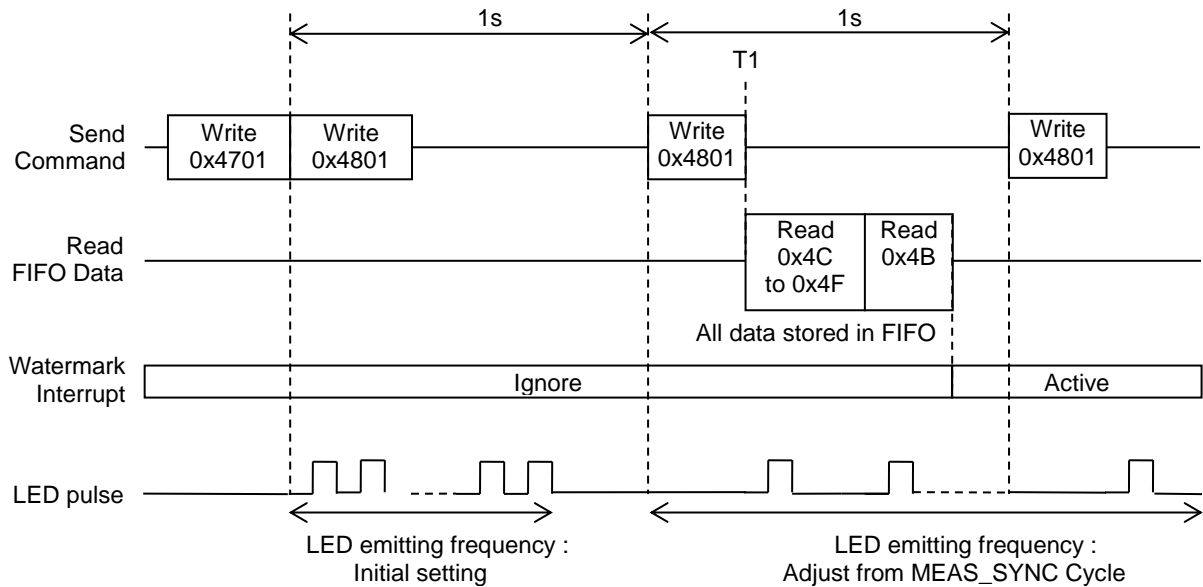 1s
1s
T1
Send
Command
Write
0x4701
Write
0x4801
Write
0x4801
Write
0x4801
Read
FIFO Data
Read
0x4C
to 0x4F
Read
0x4B
All data stored in FIFO
Watermark
Interrupt
Ignore
Active
LED pulse
LED emitting frequency :
Initial setting
LED emitting frequency :
Adjust from MEAS_SYNC Cycle